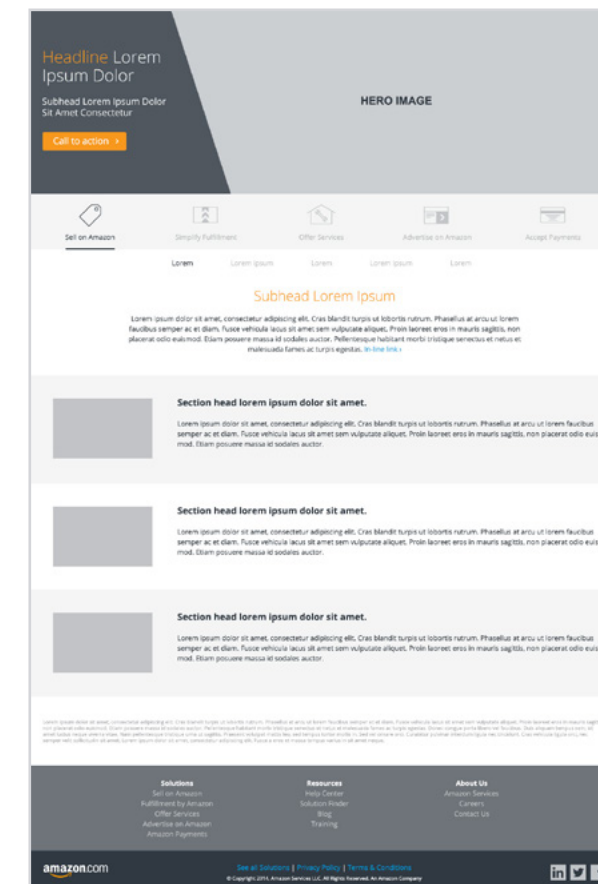 Headline Lorem
Ipsum Dolor
Subhead Lorem Ipsum Dolor
Sit Amet Consectetur
Call to action ›
HERO IMAGE
Sell on Amazon Simplify Fulfillment Offer Services Advertise on Amazon Accept Payments
Lorem Lorem Ipsum Lorem Lorem Ipsum Lorem
Subhead Lorem Ipsum
Lorem ipsum dolor sit amet, consectetur adipiscing elit. Cras blandit turpis ut lobortis rutrum. Phasellus at arcu ut lorem
faucibus semper ac et diam. Fusce vehicula lacus sit amet sem vulputate aliquet. Proin laoreet eros in mauris sagittis, non
placerat odio euismod. Etiam posuere massa id sodales auctor. Pellentesque habitant morbi tristique senectus et netus et
malesuada fames ac turpis egestas. In-line link ›
Section head lorem ipsum dolor sit amet.
Lorem ipsum dolor sit amet, consectetur adipiscing elit. Cras blandit turpis ut lobortis rutrum. Phasellus at arcu ut lorem faucibus
semper ac et diam. Fusce vehicula lacus sit amet sem vulputate aliquet. Proin laoreet eros in mauris sagittis, non placerat odio euis
mod. Etiam posuere massa id sodales auctor.
Section head lorem ipsum dolor sit amet.
Lorem ipsum dolor sit amet, consectetur adipiscing elit. Cras blandit turpis ut lobortis rutrum. Phasellus at arcu ut lorem faucibus
semper ac et diam. Fusce vehicula lacus sit amet sem vulputate aliquet. Proin laoreet eros in mauris sagittis, non placerat odio euis
mod. Etiam posuere massa id sodales auctor.
Section head lorem ipsum dolor sit amet.
Lorem ipsum dolor sit amet, consectetur adipiscing elit. Cras blandit turpis ut lobortis rutrum. Phasellus at arcu ut lorem faucibus
semper ac et diam. Fusce vehicula lacus sit amet sem vulputate aliquet. Proin laoreet eros in mauris sagittis, non placerat odio euis
mod. Etiam posuere massa id sodales auctor.
Solutions Resources About Us
Sell on Amazon Help Center Amazon Services
Fulfillment by Amazon Solution Finder Careers
Offer Services Blog Contact Us
Advertise on Amazon Training
Amazon Payments
amazon.com
See all Solutions | Privacy Policy | Terms & Conditions
© Copyright 2014, Amazon Services LLC. All Rights Reserved. An Amazon Company